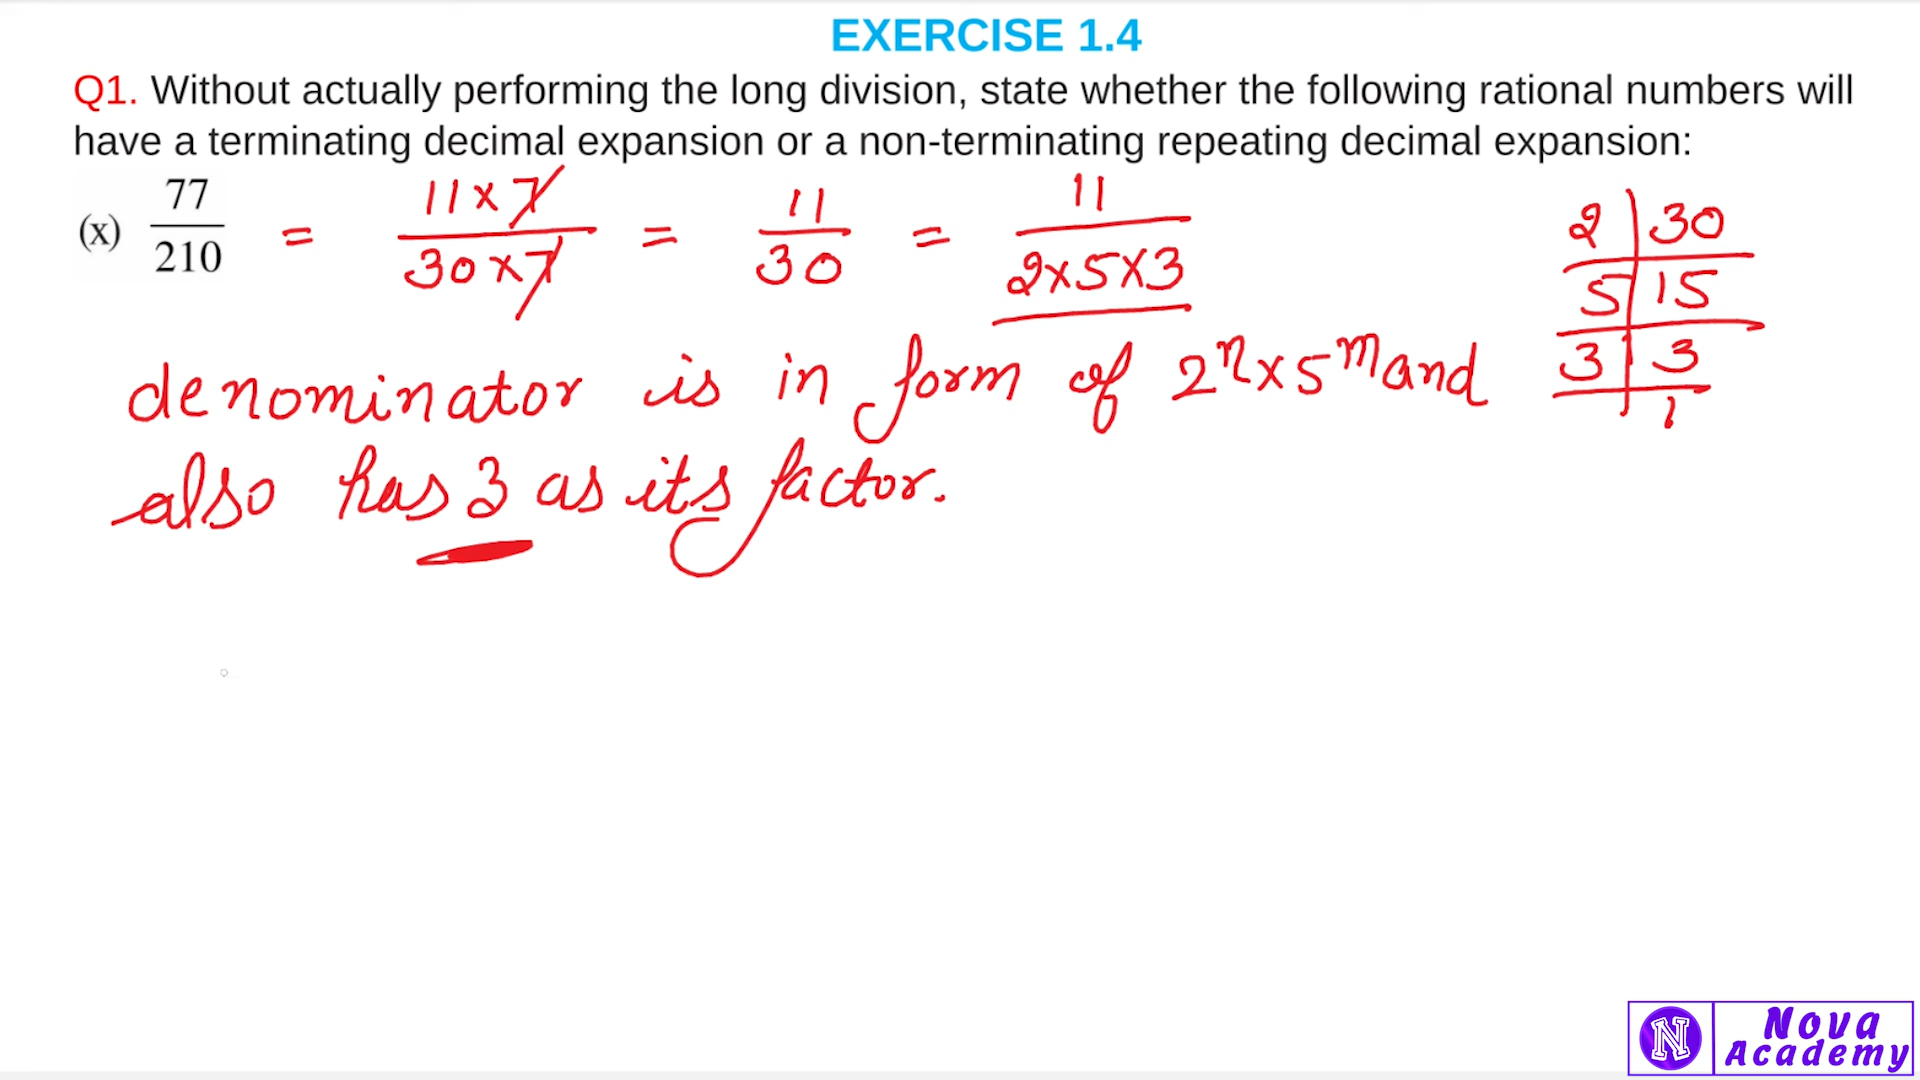 EXERCISE 1.4
Q1. Without actually performing the long division, state whether the following rational numbers will
have a terminating decimal expansion or a non-terminating repeating decimal expansion:
(x) 77/210 = 11×7/30×7 = 11/30 = 11/2×5×3
2 | 30
5 | 15
3 | 3
1
denominator is in form of 2ⁿ×5ᵐ and
also has 3 as its factor.
N Nova
Academy